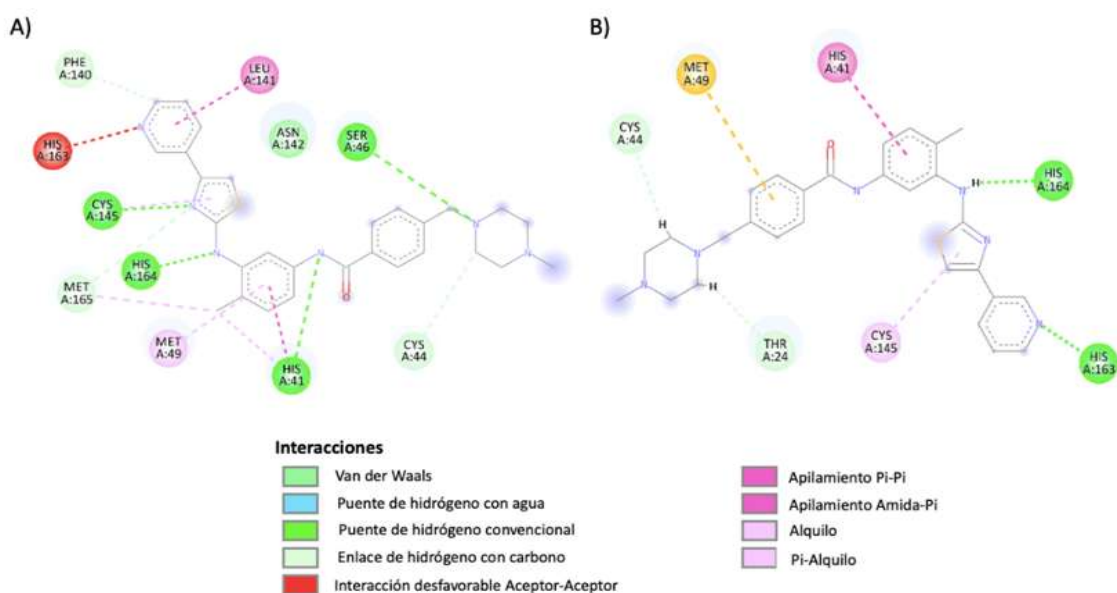 A)
PHE
A:140
LEU
A:141
HIS
A:163
ASN
A:142
SER
A:46
CYS
A:145
N
N
N
N
HIS
A:164
N
N
N
O
MET
A:165
MET
A:49
HIS
A:41
CYS
A:44
B)
MET
A:49
HIS
A:41
CYS
A:44
O
N
N
H
HIS
A:164
H
N
N
H
N
THR
A:24
CYS
A:145
N
HIS
A:163
Interacciones
Van der Waals
Puente de hidrógeno con agua
Puente de hidrógeno convencional
Enlace de hidrógeno con carbono
Interacción desfavorable Aceptor-Aceptor
Apilamiento Pi-Pi
Apilamiento Amida-Pi
Alquilo
Pi-Alquilo